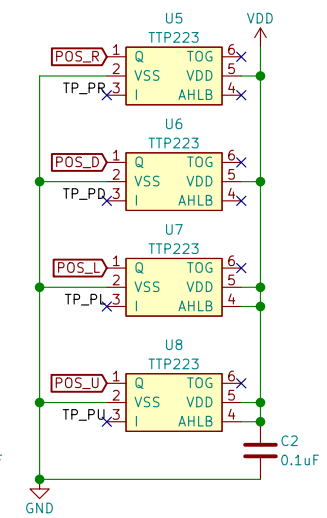 U5
VDD
TTP223
POS_R 1 Q TOG 6
2 VSS VDD 5
TP_PR 3 I AHLB 4
U6
TTP223
POS_D 1 Q TOG 6
2 VSS VDD 5
TP_PD 3 I AHLB 4
U7
TTP223
POS_L 1 Q TOG 6
2 VSS VDD 5
TP_PL 3 I AHLB 4
U8
TTP223
POS_U 1 Q TOG 6
2 VSS VDD 5
TP_PU 3 I AHLB 4
C2
0.1uF
GND